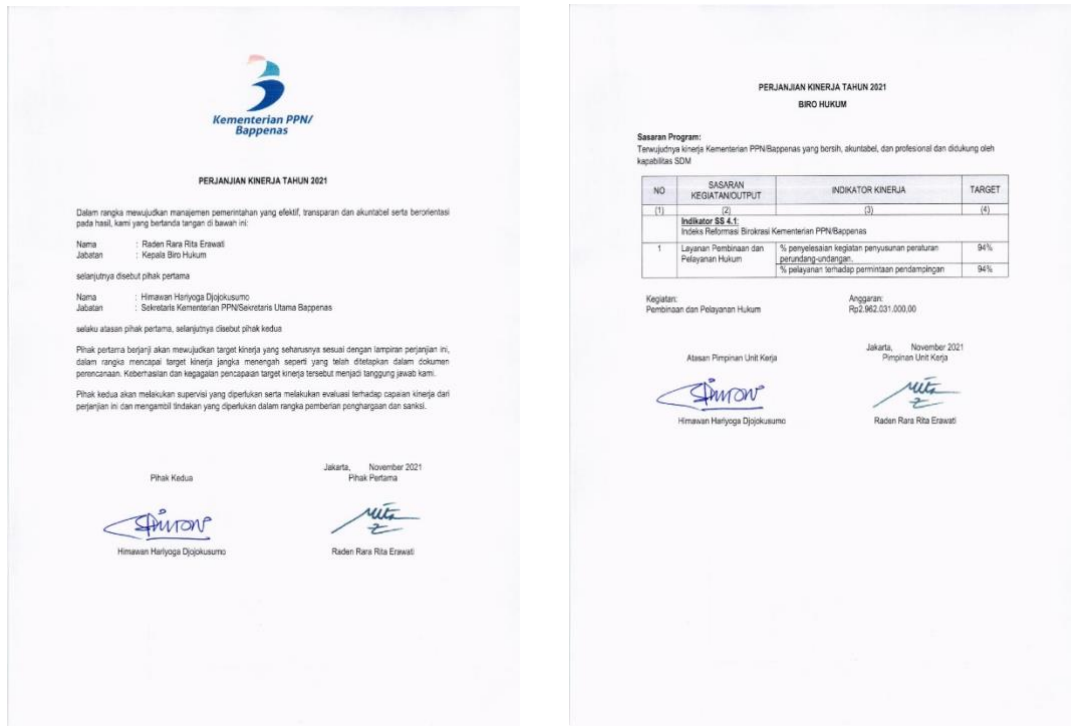 Kementerian PPN/
Bappenas
PERJANJIAN KINERJA TAHUN 2021
Dalam rangka mewujudkan manajemen pemerintahan yang efektif, transparan dan akuntabel serta berorientasi
pada hasil, kami yang bertanda tangan di bawah ini:
Nama : Raden Rara Rita Erawati
Jabatan : Kepala Biro Hukum
selanjutnya disebut pihak pertama
Nama : Himawan Hariyoga Djojokusumo
Jabatan : Sekretaris Kementerian PPN/Sekretaris Utama Bappenas
selaku atasan pihak pertama, selanjutnya disebut pihak kedua
Pihak pertama berjanji akan mewujudkan target kinerja yang seharusnya sesuai dengan lampiran perjanjian ini,
dalam rangka mencapai target kinerja jangka menengah seperti yang telah ditetapkan dalam dokumen
perencanaan. Keberhasilan dan kegagalan pencapaian target kinerja tersebut menjadi tanggung jawab kami.
Pihak kedua akan melakukan supervisi yang diperlukan serta melakukan evaluasi terhadap capaian kinerja dari
perjanjian ini dan mengambil tindakan yang diperlukan dalam rangka pemberian penghargaan dan sanksi.
Jakarta, November 2021
Pihak Kedua Pihak Pertama
Himawan Hariyoga Djojokusumo Raden Rara Rita Erawati
PERJANJIAN KINERJA TAHUN 2021
BIRO HUKUM
Sasaran Program:
Terwujudnya kinerja Kementerian PPN/Bappenas yang bersih, akuntabel, dan profesional dan didukung oleh
kapabilitas SDM
NO SASARAN KEGIATAN/OUTPUT INDIKATOR KINERJA TARGET
(1) (2) (3) (4)
Indikator SS 4.1:
Indeks Reformasi Birokrasi Kementerian PPN/Bappenas
1 Layanan Pembinaan dan Pelayanan Hukum % penyelesaian kegiatan penyusunan peraturan perundang-undangan. 94%
% pelayanan terhadap permintaan pendampingan 94%
Kegiatan: Anggaran:
Pembinaan dan Pelayanan Hukum Rp2.962.031.000,00
Jakarta, November 2021
Atasan Pimpinan Unit Kerja Pimpinan Unit Kerja
Himawan Hariyoga Djojokusumo Raden Rara Rita Erawati